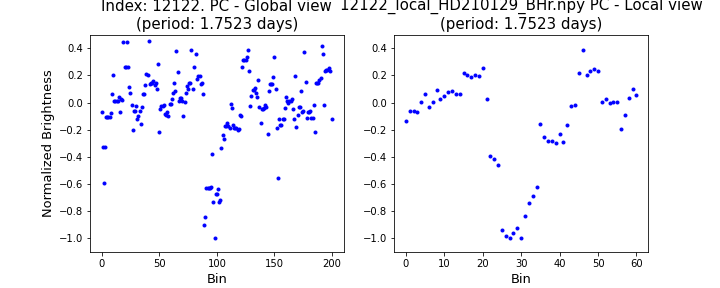 Index: 12122. PC - Global view
(period: 1.7523 days)
12122_local_HD210129_BHr.npy PC - Local view
(period: 1.7523 days)
Normalized Brightness
0.4
0.2
0.0
−0.2
−0.4
−0.6
−0.8
−1.0
0 50 100 150 200
Bin
0.4
0.2
0.0
−0.2
−0.4
−0.6
−0.8
−1.0
0 10 20 30 40 50 60
Bin